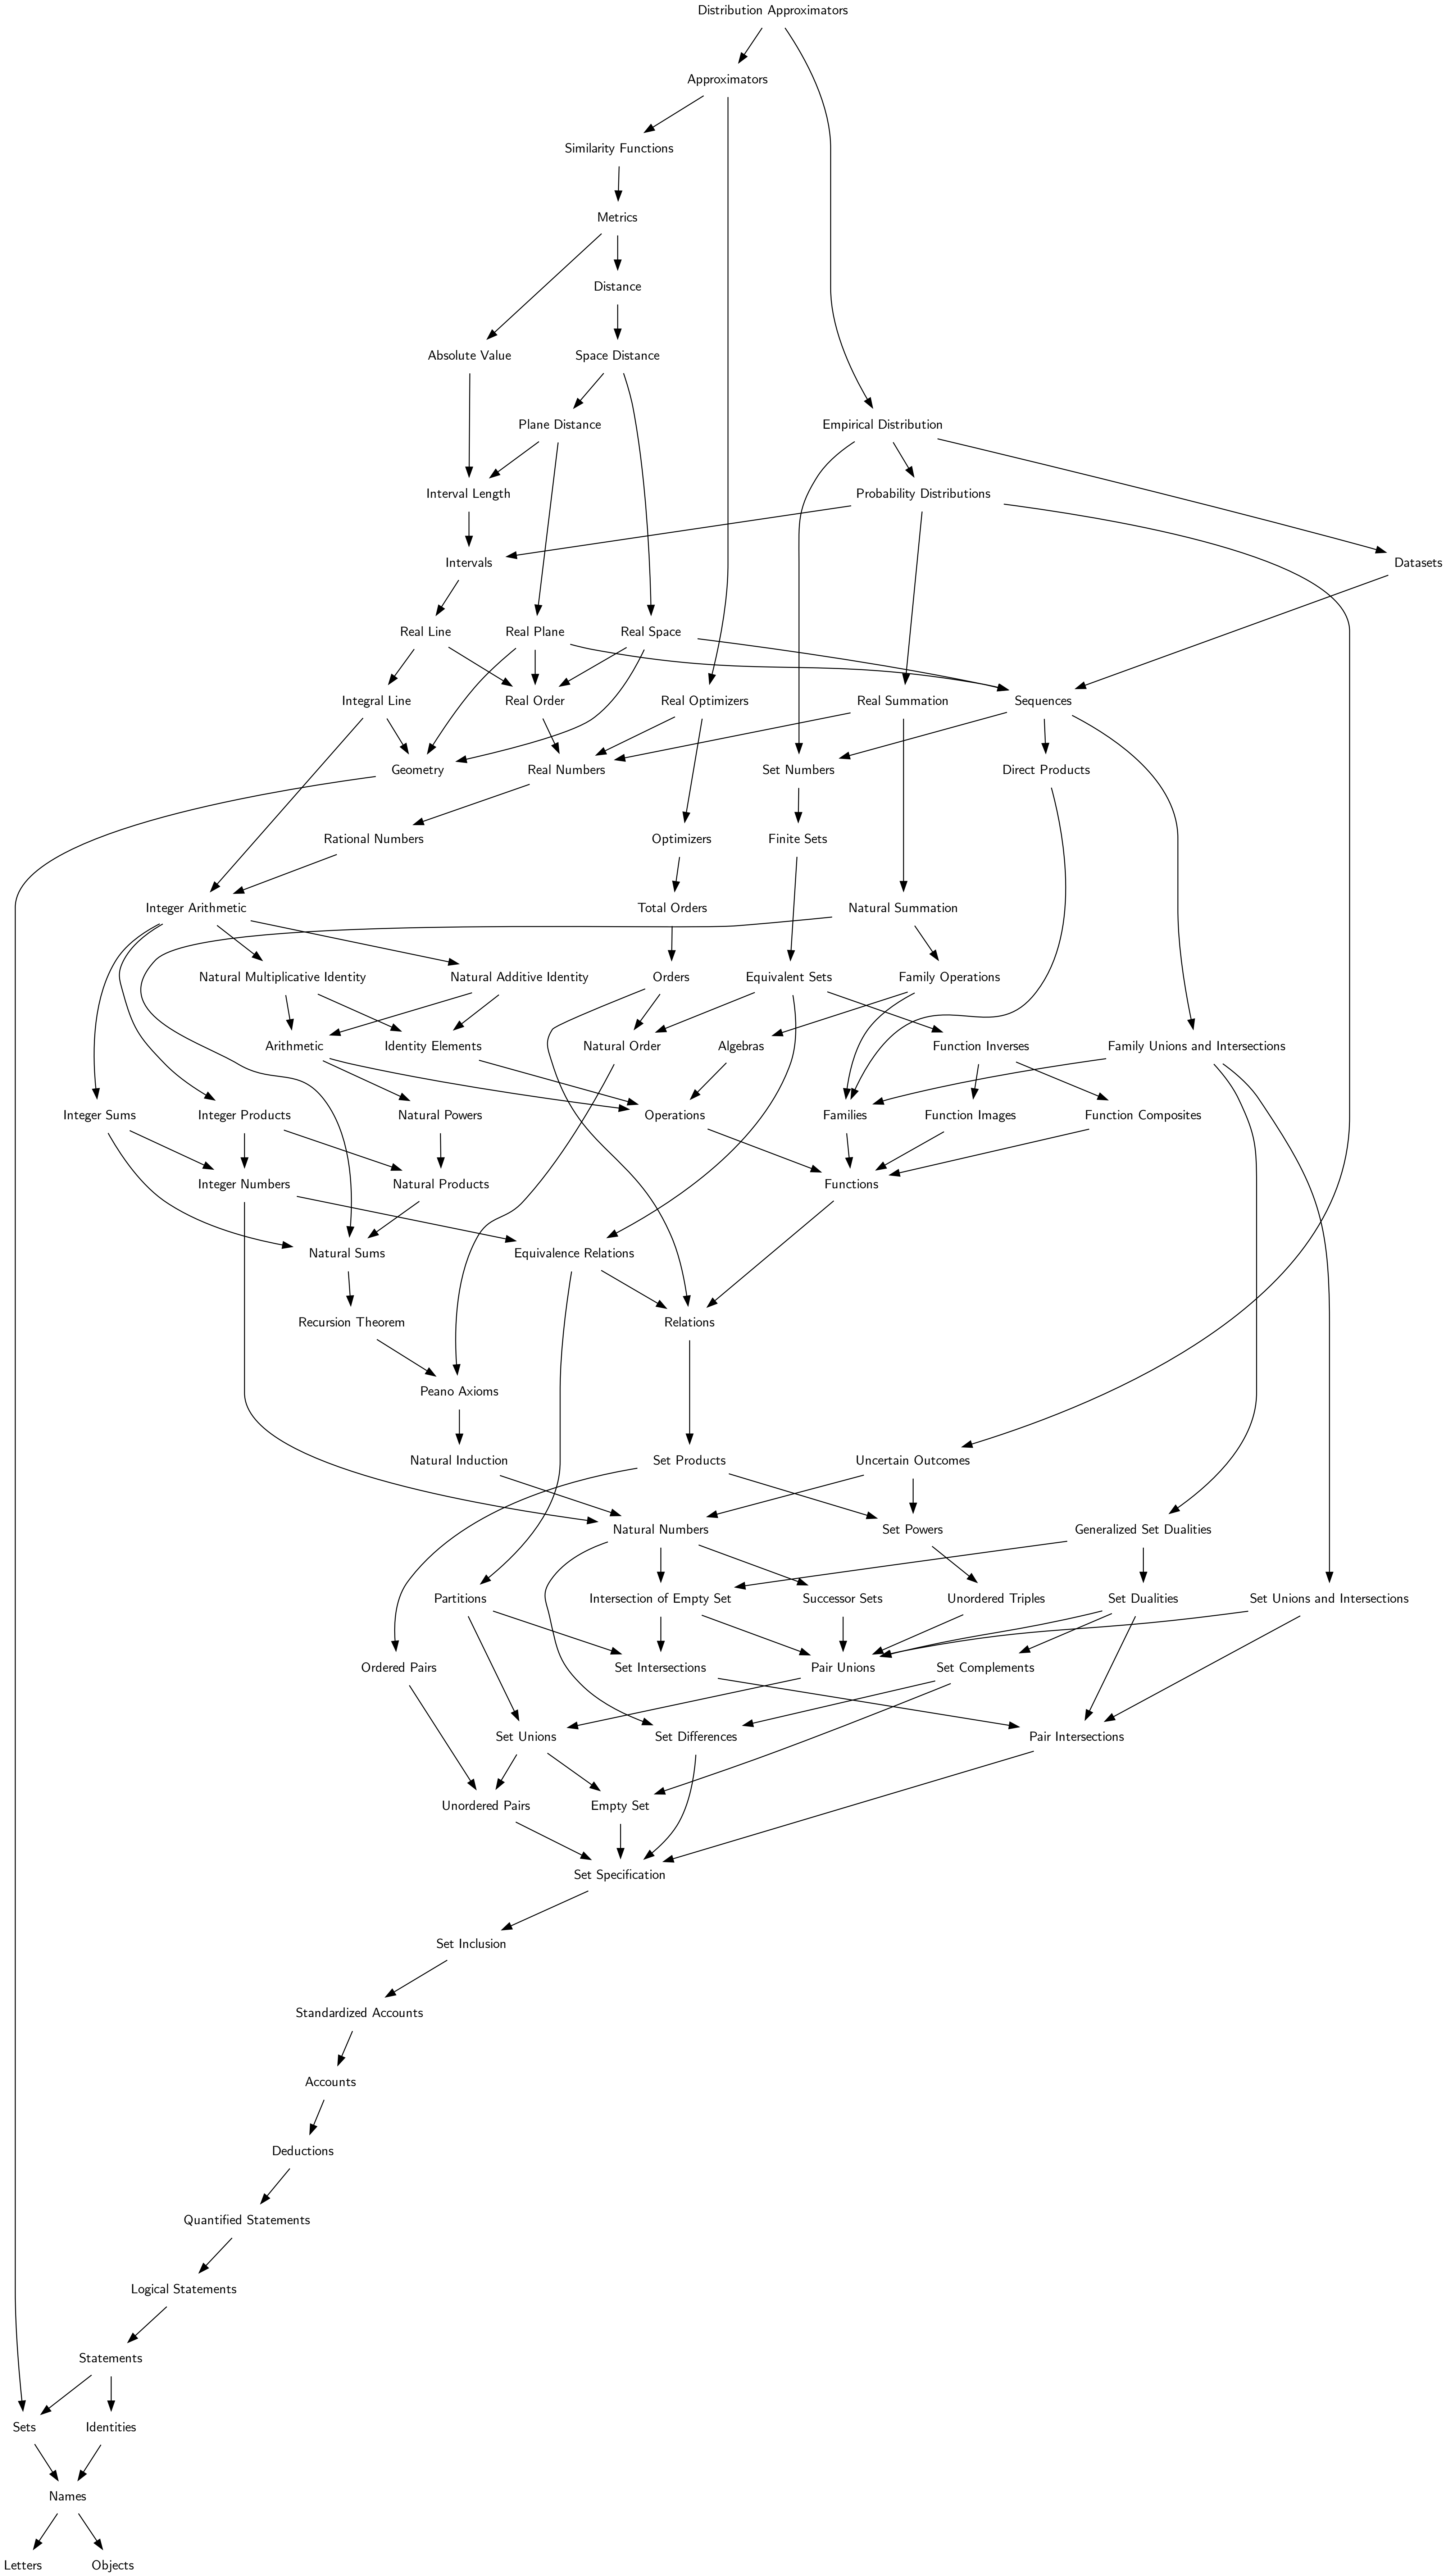 Distribution Approximators
Approximators
Similarity Functions
Metrics
Distance
Absolute Value
Space Distance
Plane Distance
Empirical Distribution
Interval Length
Probability Distributions
Intervals
Datasets
Real Line
Real Plane
Real Space
Integral Line
Real Order
Real Optimizers
Real Summation
Sequences
Geometry
Real Numbers
Set Numbers
Direct Products
Rational Numbers
Optimizers
Finite Sets
Integer Arithmetic
Total Orders
Natural Summation
Natural Multiplicative Identity
Natural Additive Identity
Orders
Equivalent Sets
Family Operations
Arithmetic
Identity Elements
Natural Order
Algebras
Function Inverses
Family Unions and Intersections
Integer Sums
Integer Products
Natural Powers
Operations
Families
Function Images
Function Composites
Integer Numbers
Natural Products
Functions
Natural Sums
Equivalence Relations
Recursion Theorem
Relations
Peano Axioms
Natural Induction
Set Products
Uncertain Outcomes
Natural Numbers
Set Powers
Generalized Set Dualities
Partitions
Intersection of Empty Set
Successor Sets
Unordered Triples
Set Dualities
Set Unions and Intersections
Ordered Pairs
Set Intersections
Pair Unions
Set Complements
Set Unions
Set Differences
Pair Intersections
Unordered Pairs
Empty Set
Set Specification
Set Inclusion
Standardized Accounts
Accounts
Deductions
Quantified Statements
Logical Statements
Statements
Sets
Identities
Names
Letters
Objects